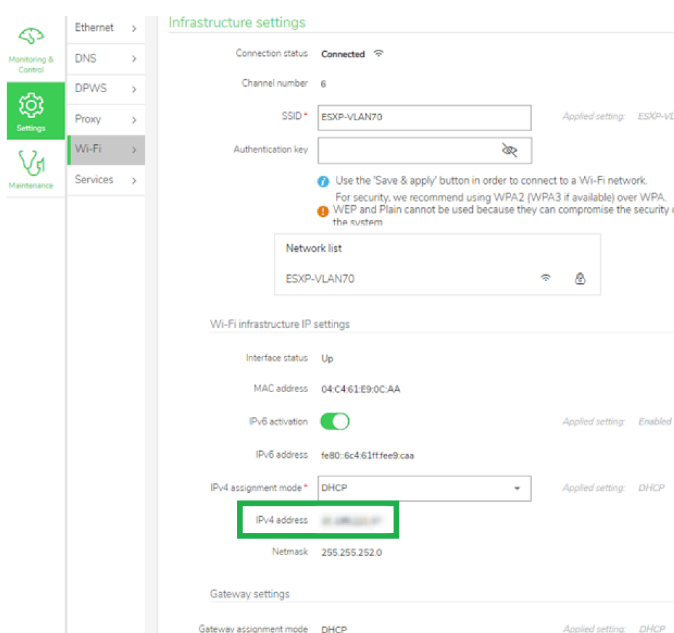 Infrastructure settings
Ethernet
Monitoring & Control
DNS
DPWS
Settings
Proxy
Wi-Fi
Maintenance
Services
Connection status Connected
Channel number 6
SSID * ESXP-VLAN70 Applied setting: ESXP-VL
Authentication key
Use the 'Save & apply' button in order to connect to a Wi-Fi network.
For security, we recommend using WPA2 (WPA3 if available) over WPA.
WEP and Plain cannot be used because they can compromise the security
the system
Network list
ESXP-VLAN70
Wi-Fi infrastructure IP settings
Interface status Up
MAC address 04:C4:61:E9:0C:AA
IPv6 activation Applied setting: Enabled
IPv6 address fe80::6c4:61ff:fee9:caa
IPv4 assignment mode * DHCP Applied setting: DHCP
IPv4 address
Netmask 255.255.252.0
Gateway settings
Gateway assignment mode DHCP Applied setting: DHCP